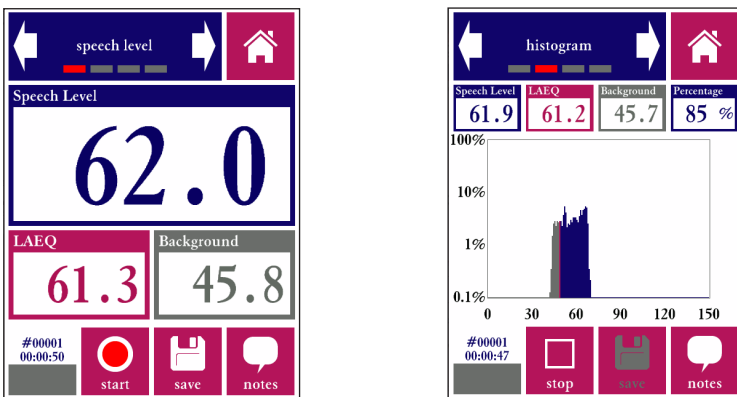 speech level
Speech Level
62.0
LAEQ
61.3
Background
45.8
#00001
00:00:50
start
save
notes
histogram
Speech Level
61.9
LAEQ
61.2
Background
45.7
Percentage
85 %
100%
10%
1%
0.1%
0 30 60 90 120 150
#00001
00:00:47
stop
save
notes